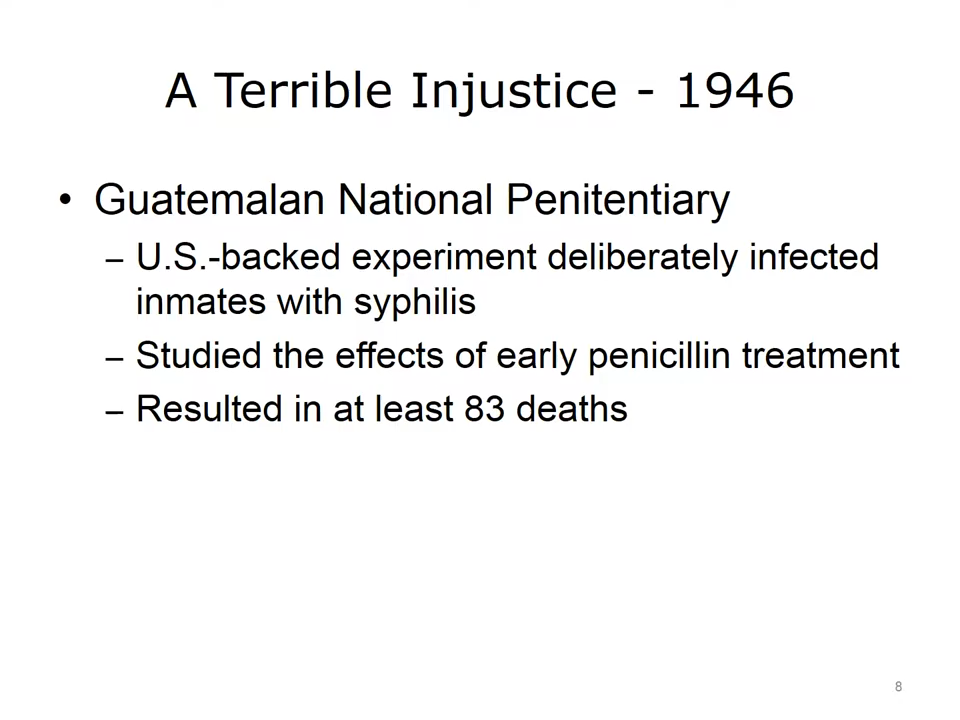 A Terrible Injustice - 1946
• Guatemalan National Penitentiary
– U.S.-backed experiment deliberately infected
inmates with syphilis
– Studied the effects of early penicillin treatment
– Resulted in at least 83 deaths
8